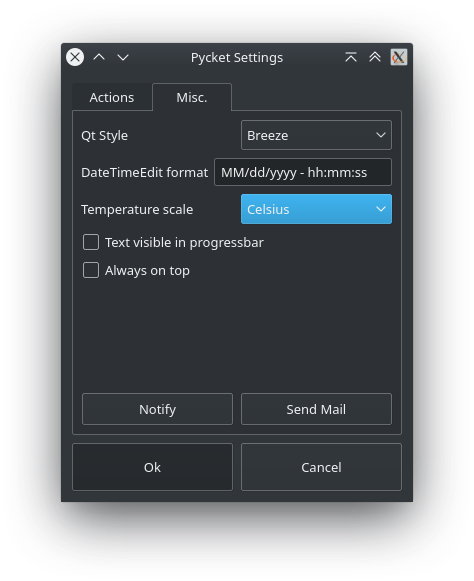 Pycket Settings
Actions Misc.
Qt Style Breeze
DateTimeEdit format MM/dd/yyyy - hh:mm:ss
Temperature scale Celsius
Text visible in progressbar
Always on top
Notify Send Mail
Ok Cancel